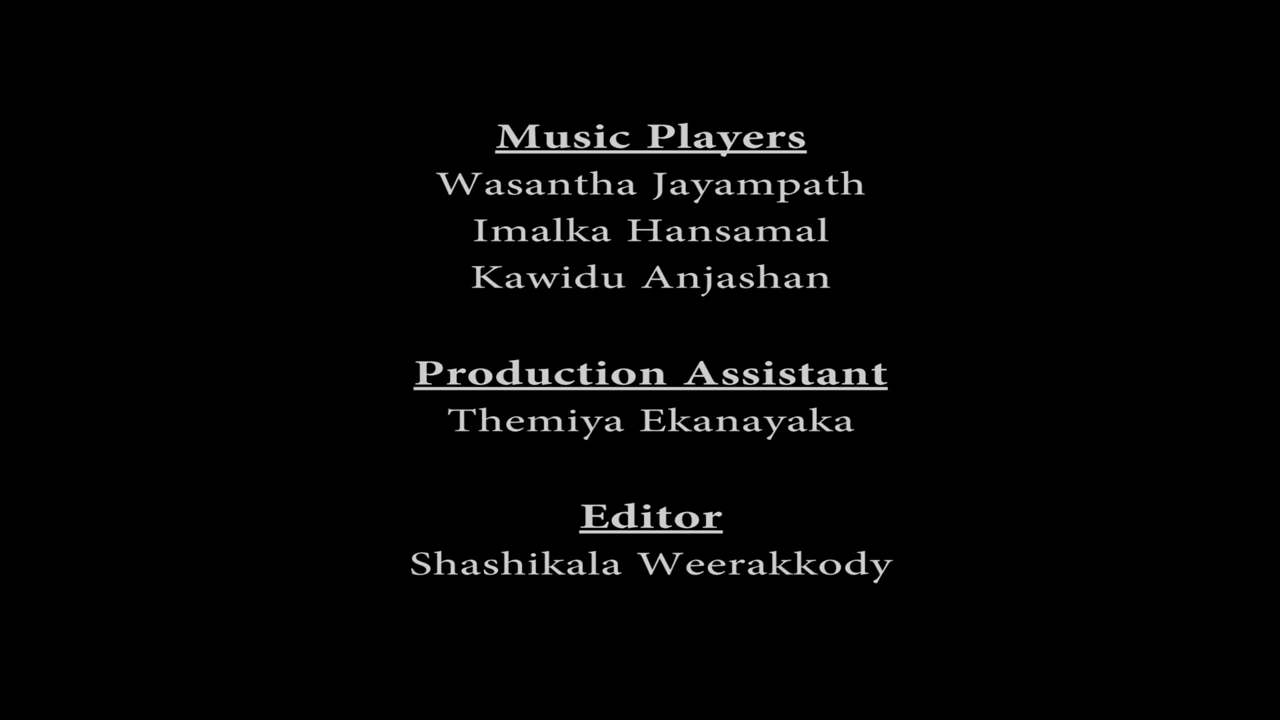 Music Players
Wasantha Jayampath
Imalka Hansamal
Kawidu Anjashan
Production Assistant
Themiya Ekanayaka
Editor
Shashikala Weerakkody